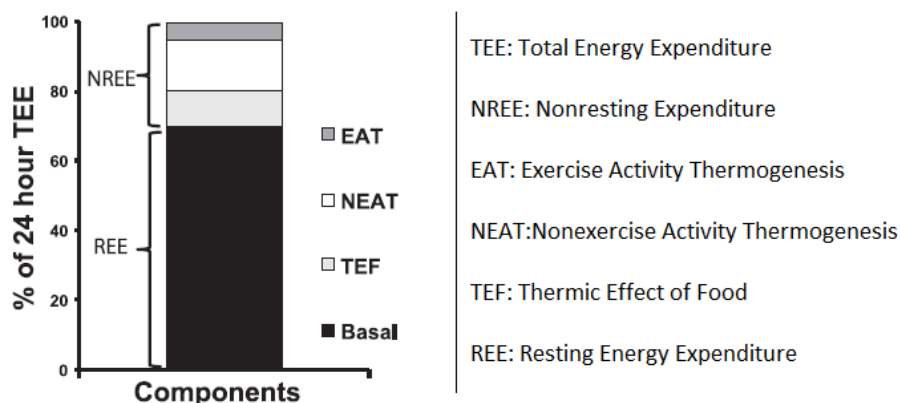 % of 24 hour TEE
100
80
60
40
20
0
NREE
REE
EAT
NEAT
TEF
Basal
Components
TEE: Total Energy Expenditure
NREE: Nonresting Expenditure
EAT: Exercise Activity Thermogenesis
NEAT:Nonexercise Activity Thermogenesis
TEF: Thermic Effect of Food
REE: Resting Energy Expenditure